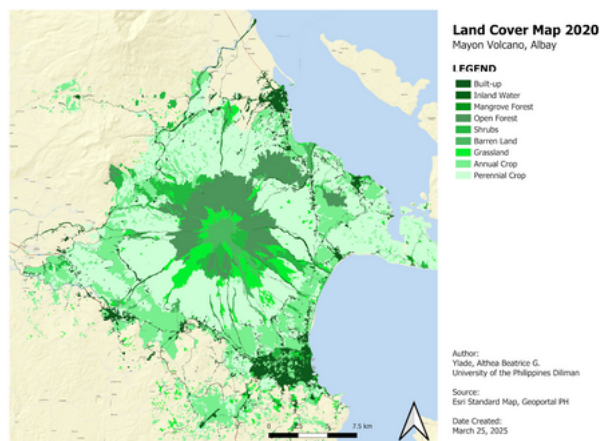 Land Cover Map 2020
Mayon Volcano, Albay
LEGEND
Built-up
Inland Water
Mangrove Forest
Open Forest
Shrubs
Barren Land
Grassland
Annual Crop
Perennial Crop
Author:
Ylade, Althea Beatrice G.
University of the Philippines Diliman
Source:
Esri Standard Map, Geoportal PH
Date Created:
March 25, 2025
7.5 km